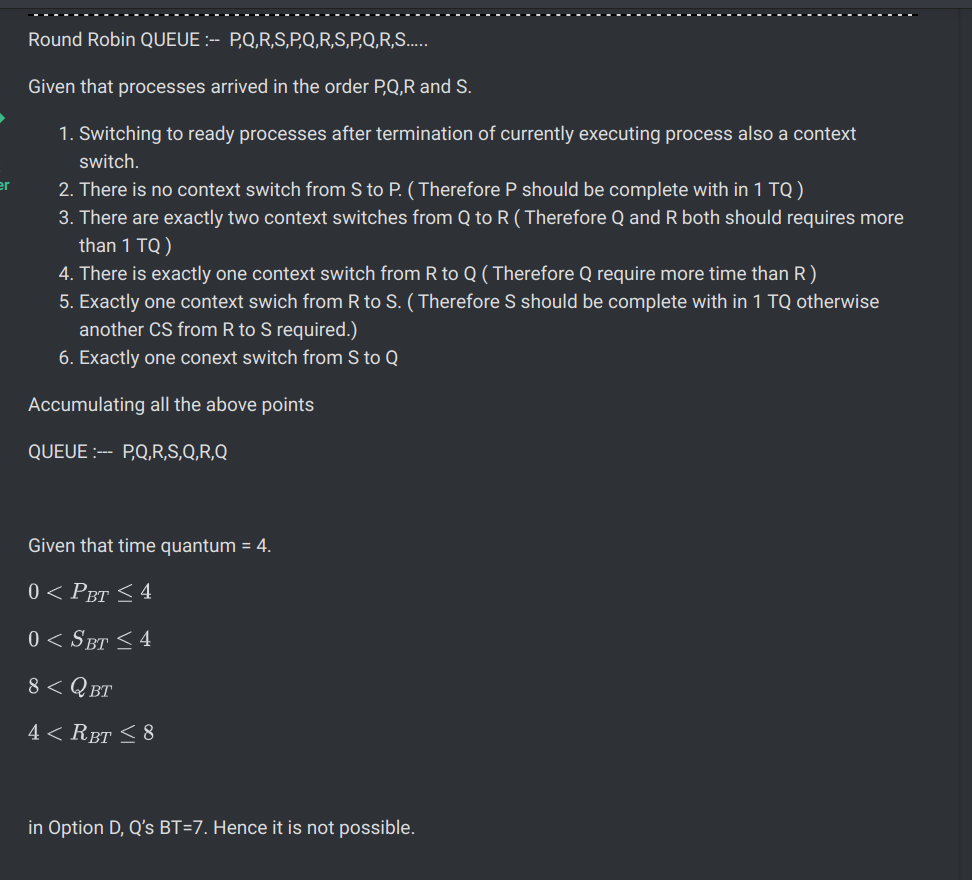 Round Robin QUEUE :-- P,Q,R,S,P,Q,R,S,P,Q,R,S.....
Given that processes arrived in the order P,Q,R and S.
1. Switching to ready processes after termination of currently executing process also a context
switch.
er
2. There is no context switch from S to P. ( Therefore P should be complete with in 1 TQ )
3. There are exactly two context switches from Q to R ( Therefore Q and R both should requires more
than 1 TQ )
4. There is exactly one context switch from R to Q ( Therefore Q require more time than R )
5. Exactly one context swich from R to S. ( Therefore S should be complete with in 1 TQ otherwise
another CS from R to S required.)
6. Exactly one conext switch from S to Q
Accumulating all the above points
QUEUE :--- P,Q,R,S,Q,R,Q
Given that time quantum = 4.
0 < P_{BT} ≤ 4
0 < S_{BT} ≤ 4
8 < Q_{BT}
4 < R_{BT} ≤ 8
in Option D, Q’s BT=7. Hence it is not possible.